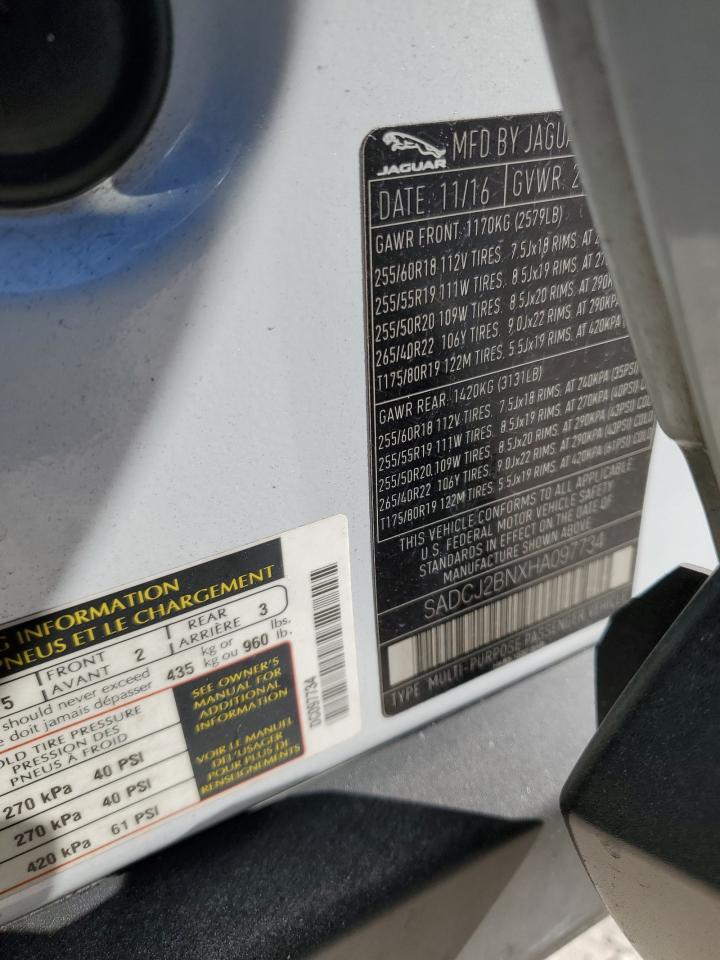 JAGUAR
MFD BY
DATE: 11/16 GVWR:
GAWR FRONT: 1170KG (2579LB)
255/60R18 112V TIRES. 7.5Jx18 RIMS. AT
255/55R19 111W TIRES. 8.5Jx19 RIMS. AT
255/50R20 109W TIRES. 8.5Jx20 RIMS. AT 290
265/40R22 106Y TIRES. 9.0Jx22 RIMS. AT 290KPA
T175/80R19 122M TIRES. 5.5Jx19 RIMS. AT 420KPA
GAWR REAR: 1420KG (3131LB)
255/60R18 112V TIRES. 7.5Jx18 RIMS. AT 240KPA (35PSI)
255/55R19 111W TIRES. 8.5Jx19 RIMS. AT 270KPA (40PSI)
255/50R20 109W TIRES. 8.5Jx20 RIMS. AT 290KPA (43PSI)
265/40R22 106Y TIRES. 9.0Jx22 RIMS. AT 290KPA (43PSI) COLD
T175/80R19 122M TIRES. 5.5Jx19 RIMS. AT 420KPA (61PSI) COLD
THIS VEHICLE CONFORMS TO ALL APPLICABLE
U.S. FEDERAL MOTOR VEHICLE SAFETY
STANDARDS IN EFFECT ON THE DATE OF
MANUFACTURE SHOWN ABOVE.
SADCJ2BNXHA097734
TYPE: MULTI-PURPOSE PASSENGER VEHICLE
INFORMATION
PNEUS ET LE CHARGEMENT
5 FRONT 2 REAR 3
AVANT ARRIÈRE
should never exceed 435 kg or 960 lbs.
doit jamais dépasser kg ou lb.
OLD TIRE PRESSURE
PRESSION DES
PNEUS À FROID
270 kPa 40 PSI
270 kPa 40 PSI
420 kPa 61 PSI
SEE OWNER'S
MANUAL FOR
ADDITIONAL
INFORMATION
VOIR LE MANUEL
DE L'USAGER
POUR PLUS DE
RENSEIGNEMENTS